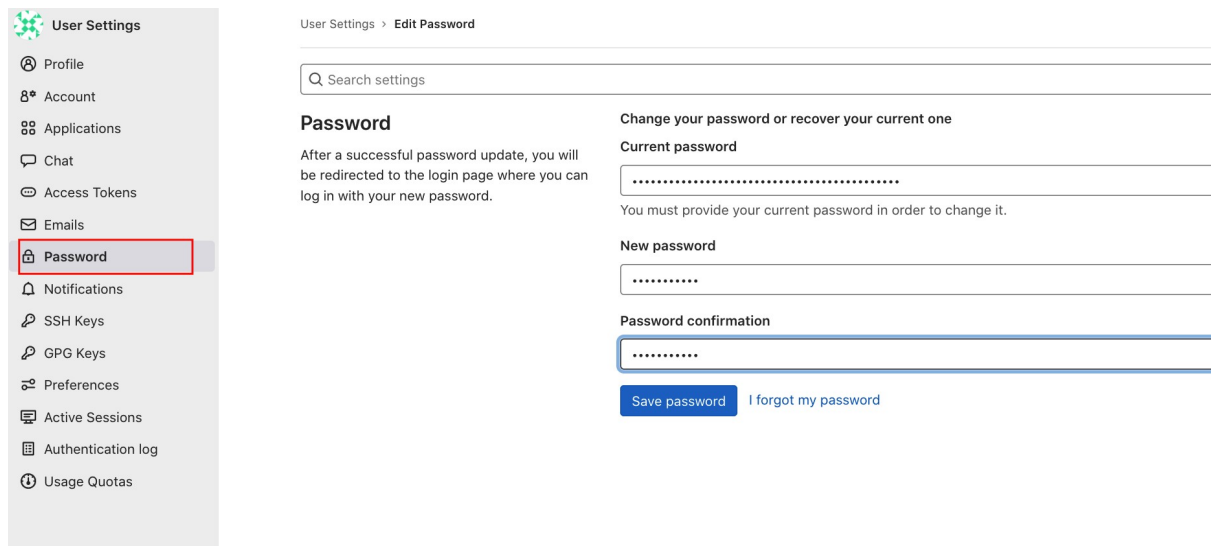 User Settings
Profile
Account
Applications
Chat
Access Tokens
Emails
Password
Notifications
SSH Keys
GPG Keys
Preferences
Active Sessions
Authentication log
Usage Quotas
User Settings > Edit Password
Search settings
Password
After a successful password update, you will
be redirected to the login page where you can
log in with your new password.
Change your password or recover your current one
Current password
You must provide your current password in order to change it.
New password
Password confirmation
Save password
I forgot my password